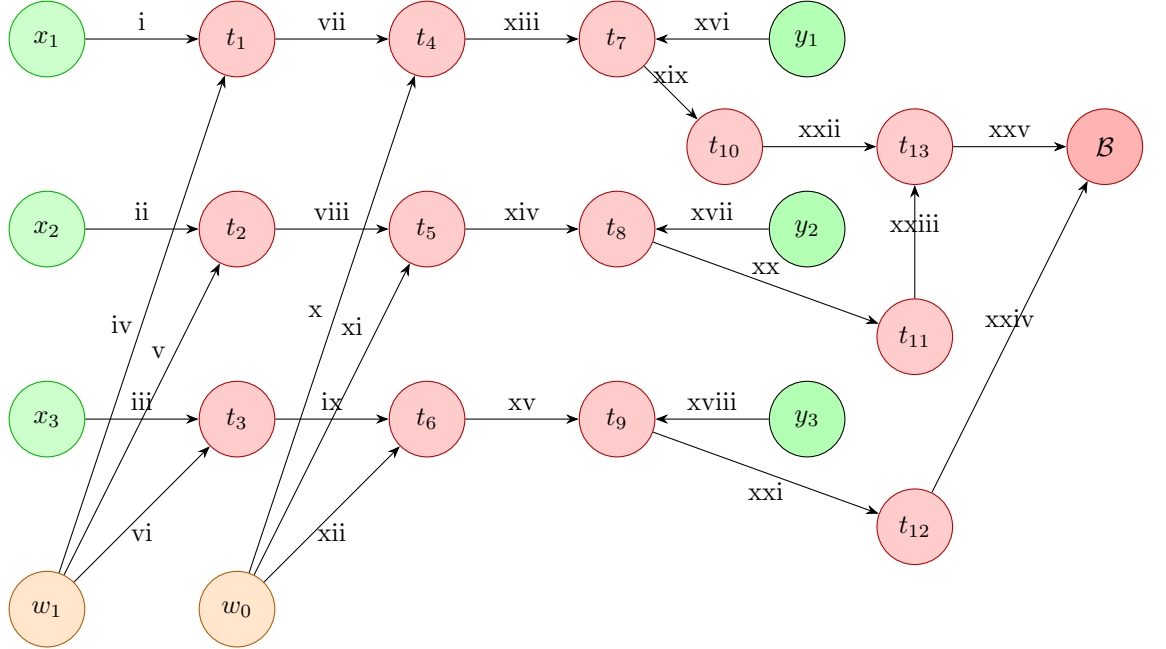 x₁ i t₁ vii t₄ xiii t₇ xvi y₁
xix
t₁₀ xxii t₁₃ xxv ℬ
x₂ ii t₂ viii t₅ xiv t₈ xvii y₂
xxiii
xx
iv x xi
v
t₁₁
xxiv
x₃ iii t₃ ix t₆ xv t₉ xviii y₃
xxi
vi xii
t₁₂
w₁ w₀